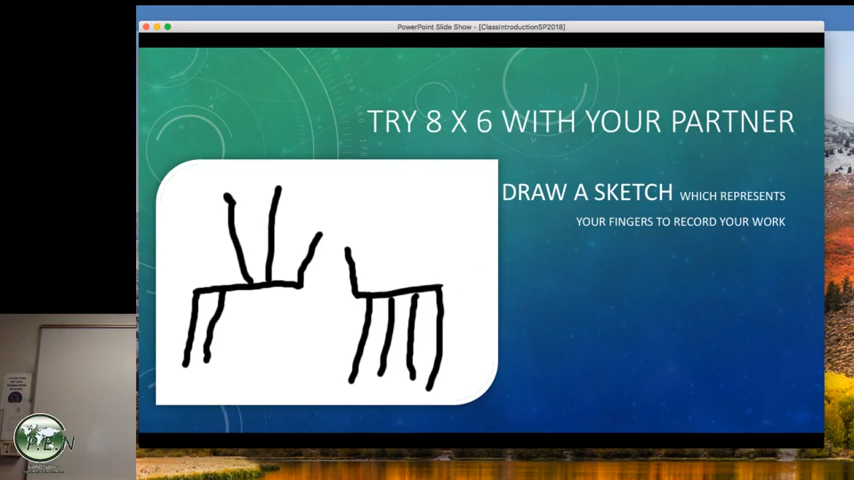 PowerPoint Slide Show - [ClassIntroductionSP2018]
TRY 8 X 6 WITH YOUR PARTNER
DRAW A SKETCH WHICH REPRESENTS
YOUR FINGERS TO RECORD YOUR WORK
P.E.N